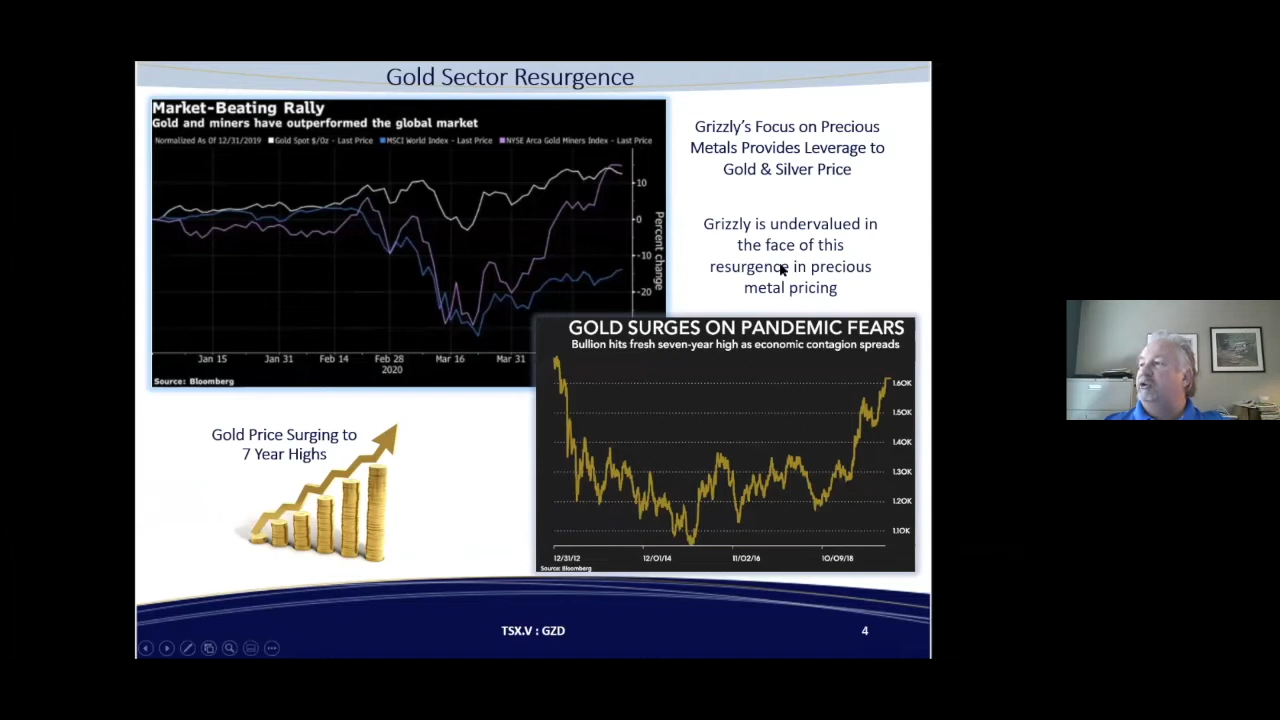 Gold Sector Resurgence
Market-Beating Rally
Gold and miners have outperformed the global market
Normalized As Of 12/31/2019 Gold Spot $/Oz - Last Price MSCI World Index - Last Price NYSE Arca Gold Miners Index - Last Price
10
0
-10
-20
Percent change
Jan 15 Jan 31 Feb 14 Feb 28 Mar 16 Mar 31
2020
Source: Bloomberg
Grizzly's Focus on Precious
Metals Provides Leverage to
Gold & Silver Price
Grizzly is undervalued in
the face of this
resurgence in precious
metal pricing
GOLD SURGES ON PANDEMIC FEARS
Bullion hits fresh seven-year high as economic contagion spreads
1.60K
1.50K
1.40K
1.30K
1.20K
1.10K
12/31/12 12/01/14 11/02/16 10/09/18
Source: Bloomberg
Gold Price Surging to
7 Year Highs
TSX.V : GZD
4